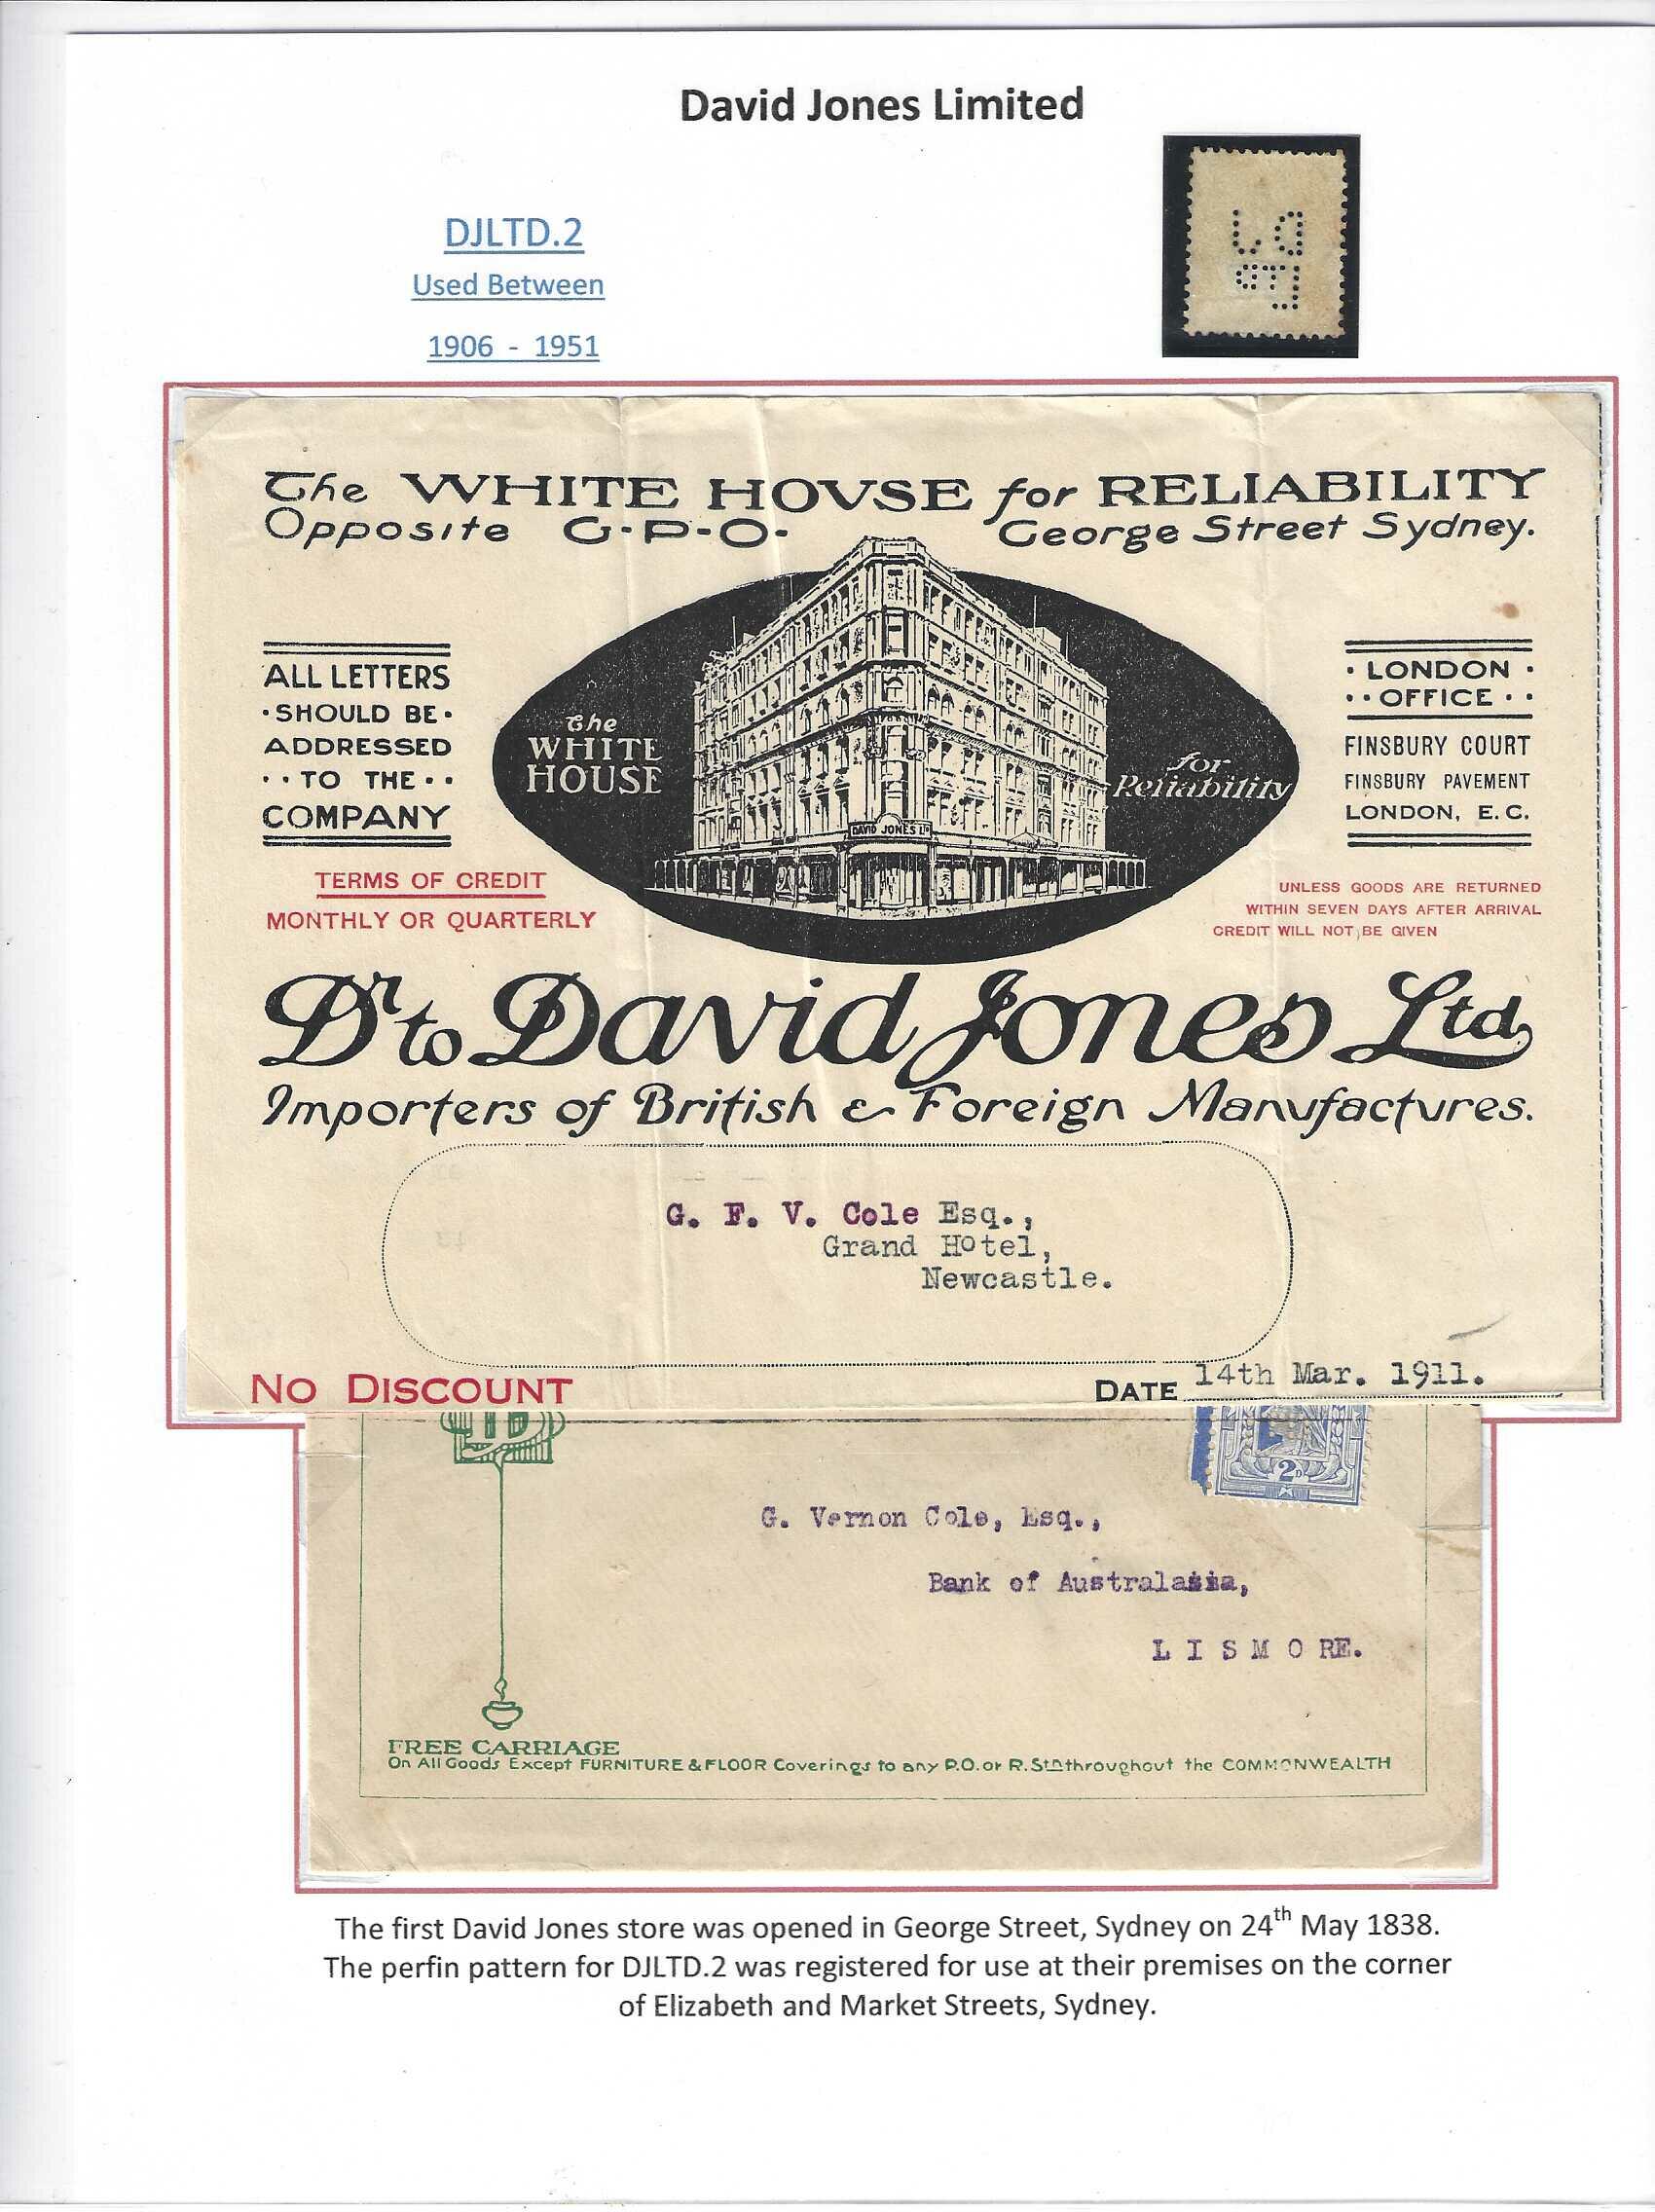 David Jones Limited
DJLTD.2
Used Between
1906 - 1951
DJ
LTD
The WHITE HOVSE for RELIABILITY
Opposite G·P·O· George Street Sydney.
ALL LETTERS
·SHOULD BE·
ADDRESSED
··TO THE··
COMPANY
The
WHITE
HOUSE
for
Reliability
DAVID JONES LTD
· LONDON ·
··OFFICE··
FINSBURY COURT
FINSBURY PAVEMENT
LONDON, E.C.
TERMS OF CREDIT
MONTHLY OR QUARTERLY
UNLESS GOODS ARE RETURNED
WITHIN SEVEN DAYS AFTER ARRIVAL
CREDIT WILL NOT BE GIVEN
Dr to David Jones Ltd
Importers of British & Foreign Manufactures.
G. F. V. Cole Esq.,
Grand Hotel,
Newcastle.
NO DISCOUNT
DATE 14th Mar. 1911.
2D
G. Vernon Cole, Esq.,
Bank of Australasia,
LISMORE.
FREE CARRIAGE
On All Goods Except FURNITURE & FLOOR Coverings to any P.O. or R. Stn throughout the COMMONWEALTH
The first David Jones store was opened in George Street, Sydney on 24th May 1838.
The perfin pattern for DJLTD.2 was registered for use at their premises on the corner
of Elizabeth and Market Streets, Sydney.